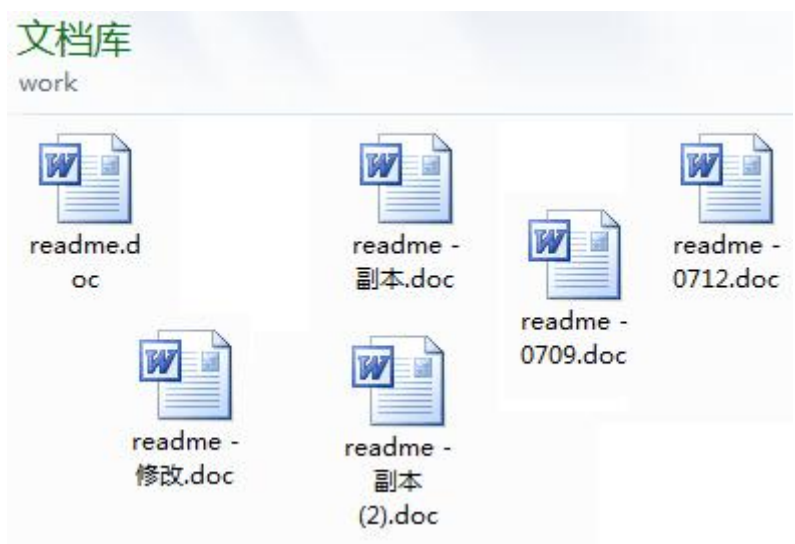 文档库
work
readme.d
oc
readme -
副本.doc
readme -
0709.doc
readme -
0712.doc
readme -
修改.doc
readme -
副本
(2).doc